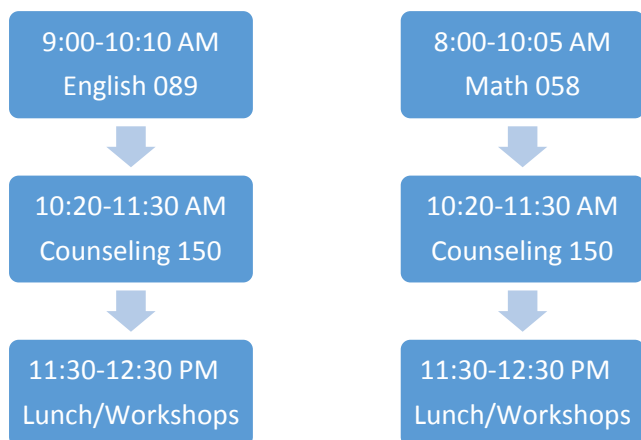 9:00-10:10 AM
English 089
10:20-11:30 AM
Counseling 150
11:30-12:30 PM
Lunch/Workshops
8:00-10:05 AM
Math 058
10:20-11:30 AM
Counseling 150
11:30-12:30 PM
Lunch/Workshops